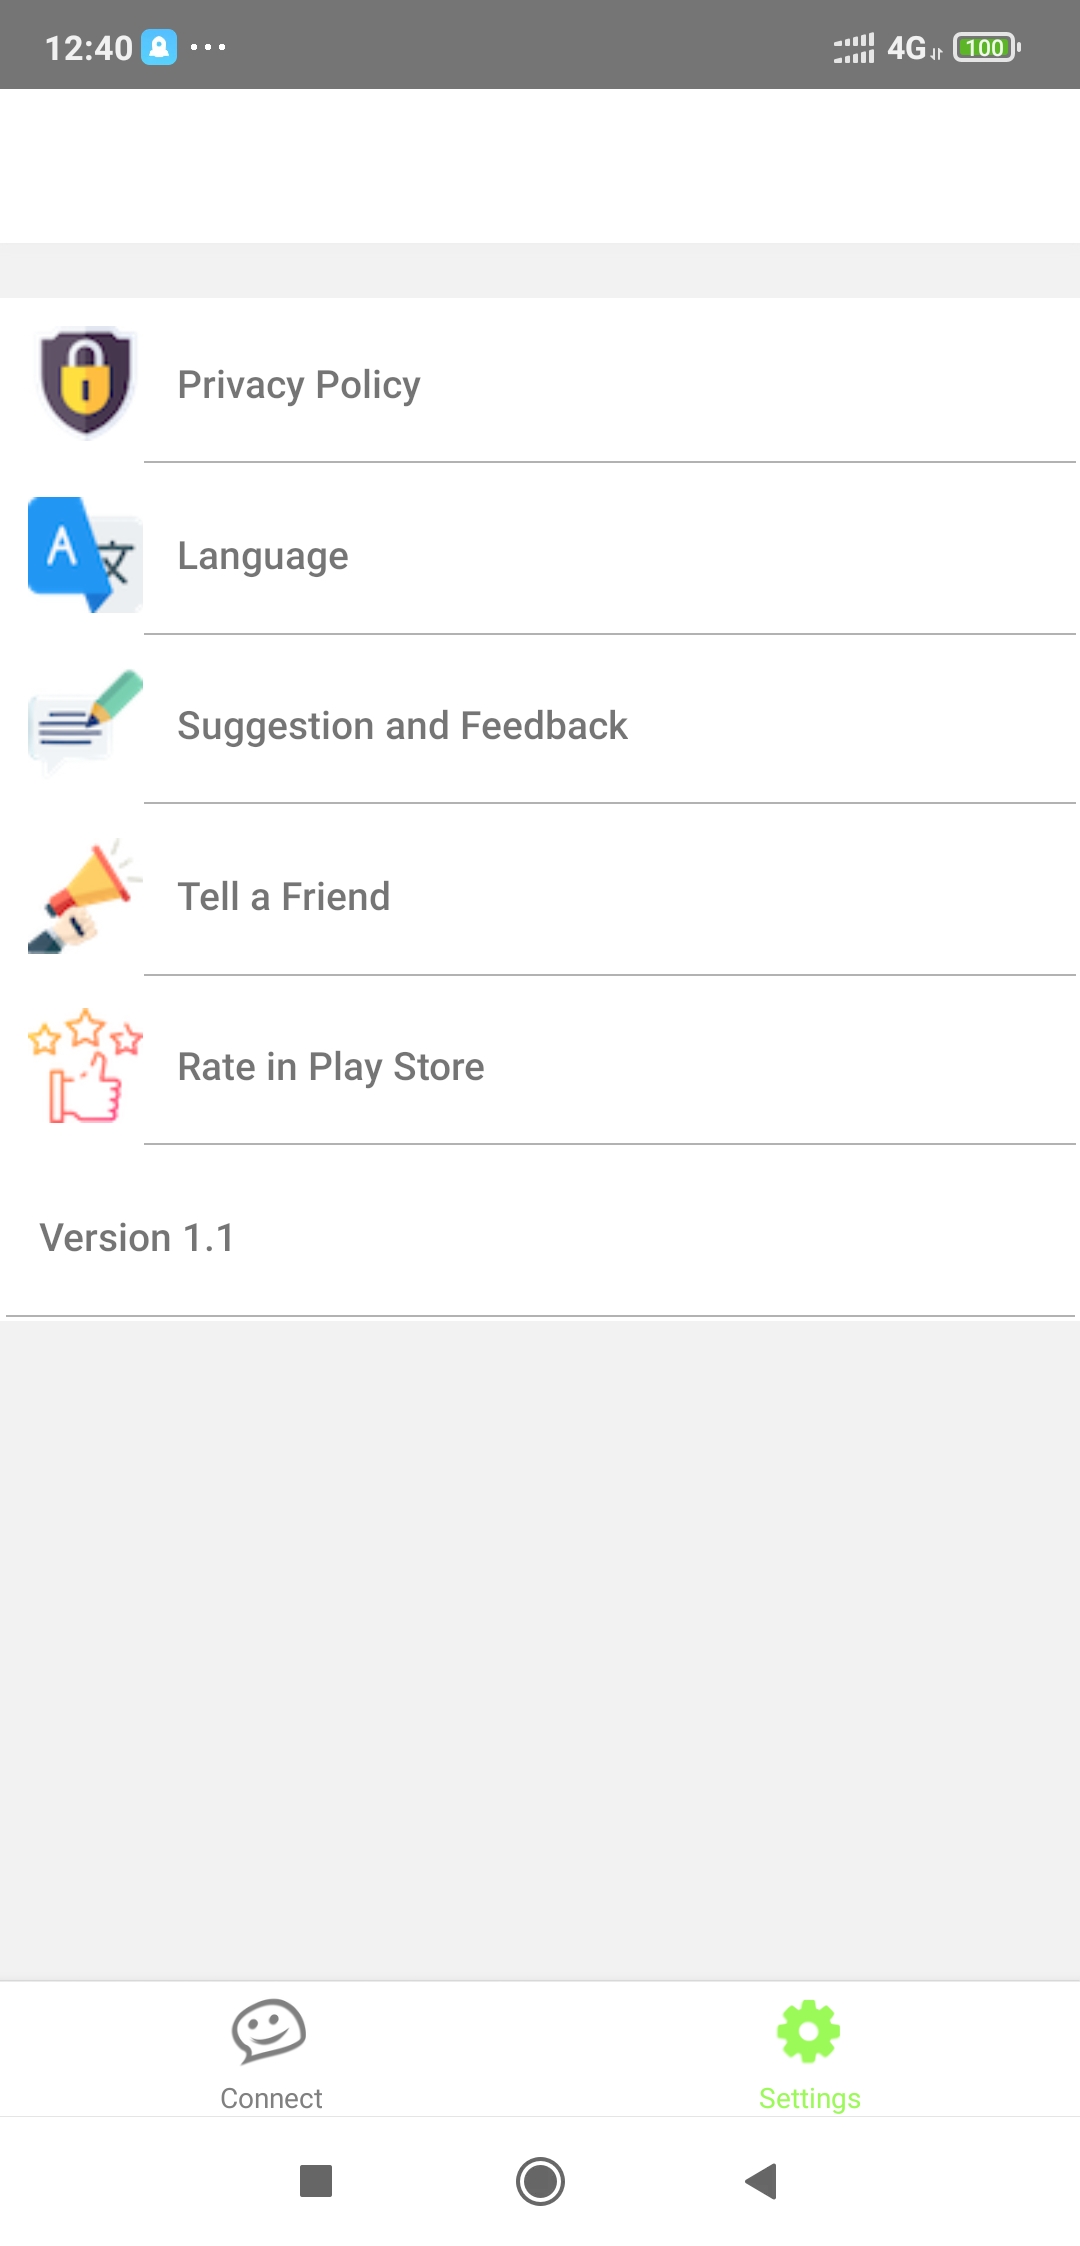 12:40 ... 4G 100
Privacy Policy
A 文
Language
Suggestion and Feedback
Tell a Friend
Rate in Play Store
Version 1.1
Connect Settings